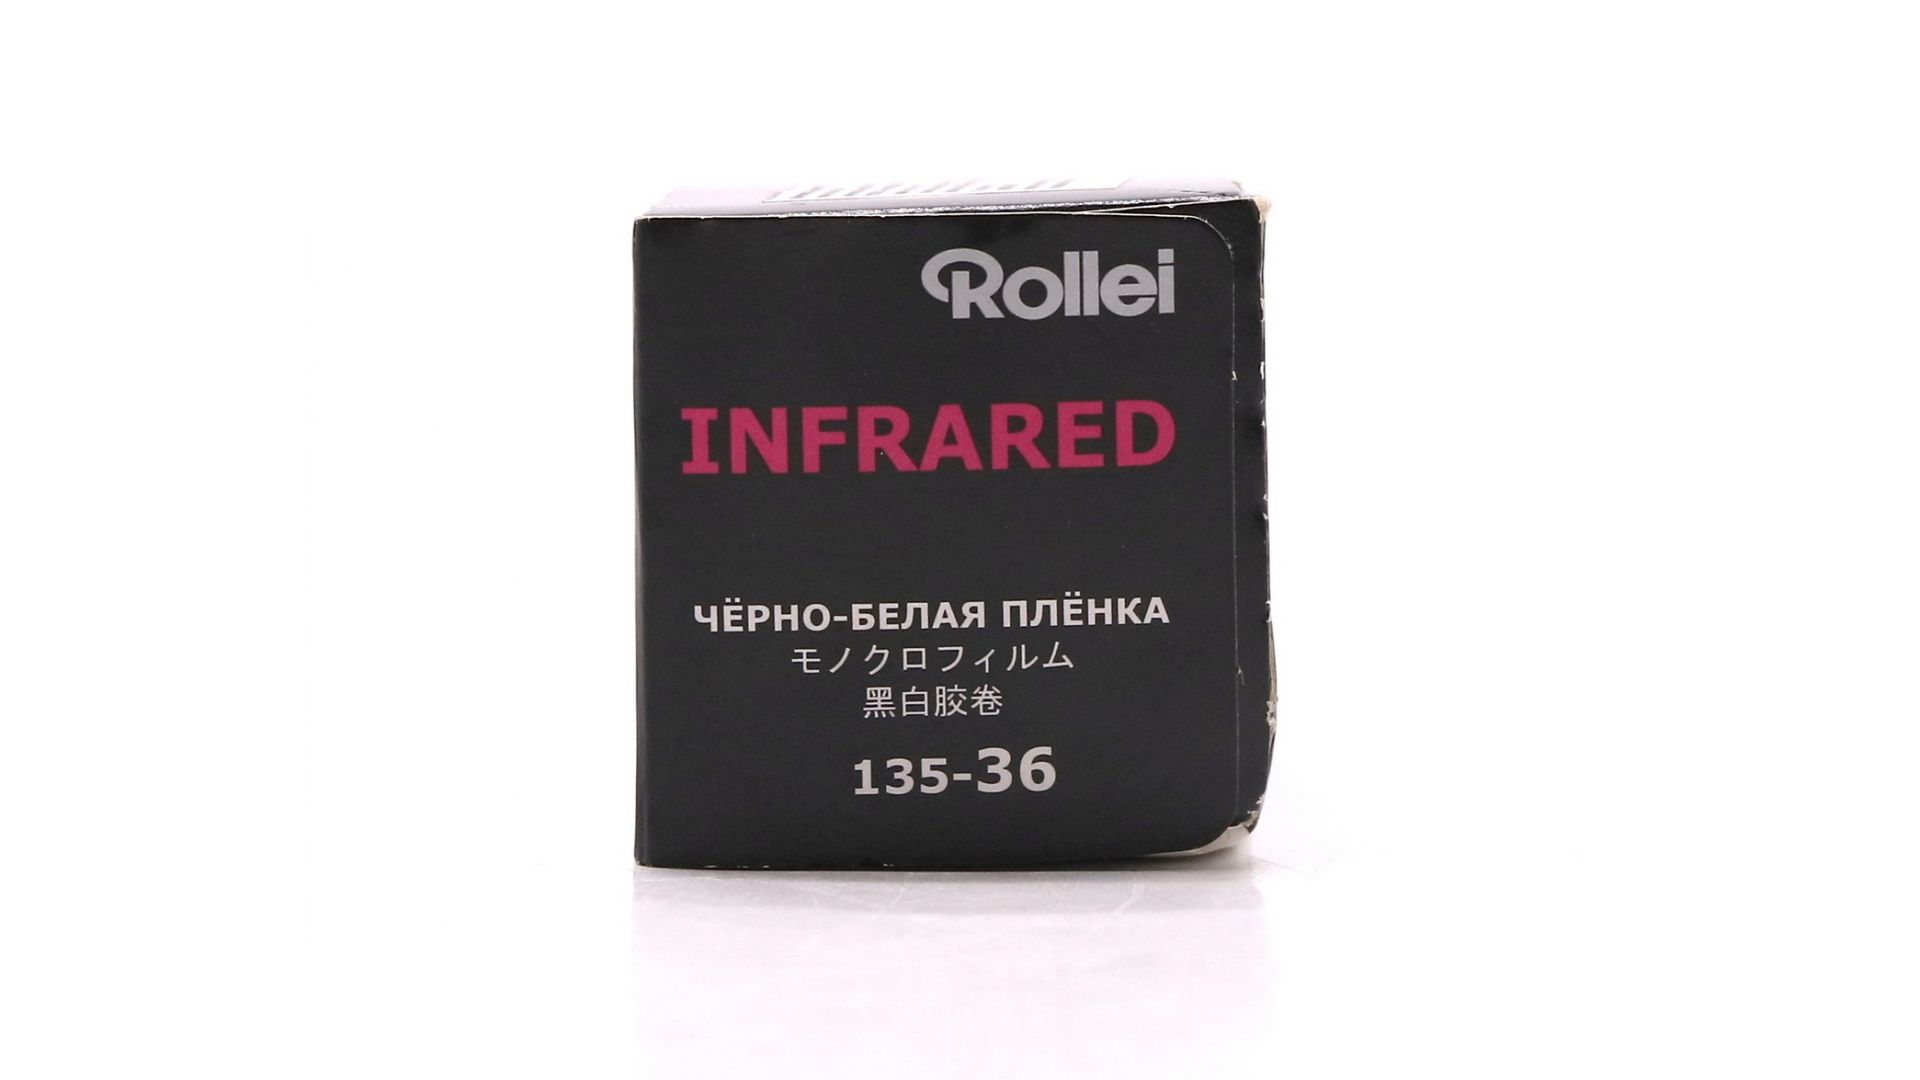 Rollei
INFRARED
ЧЁРНО-БЕЛАЯ ПЛЁНКА
モノクロフィルム
黑白胶卷
135-36